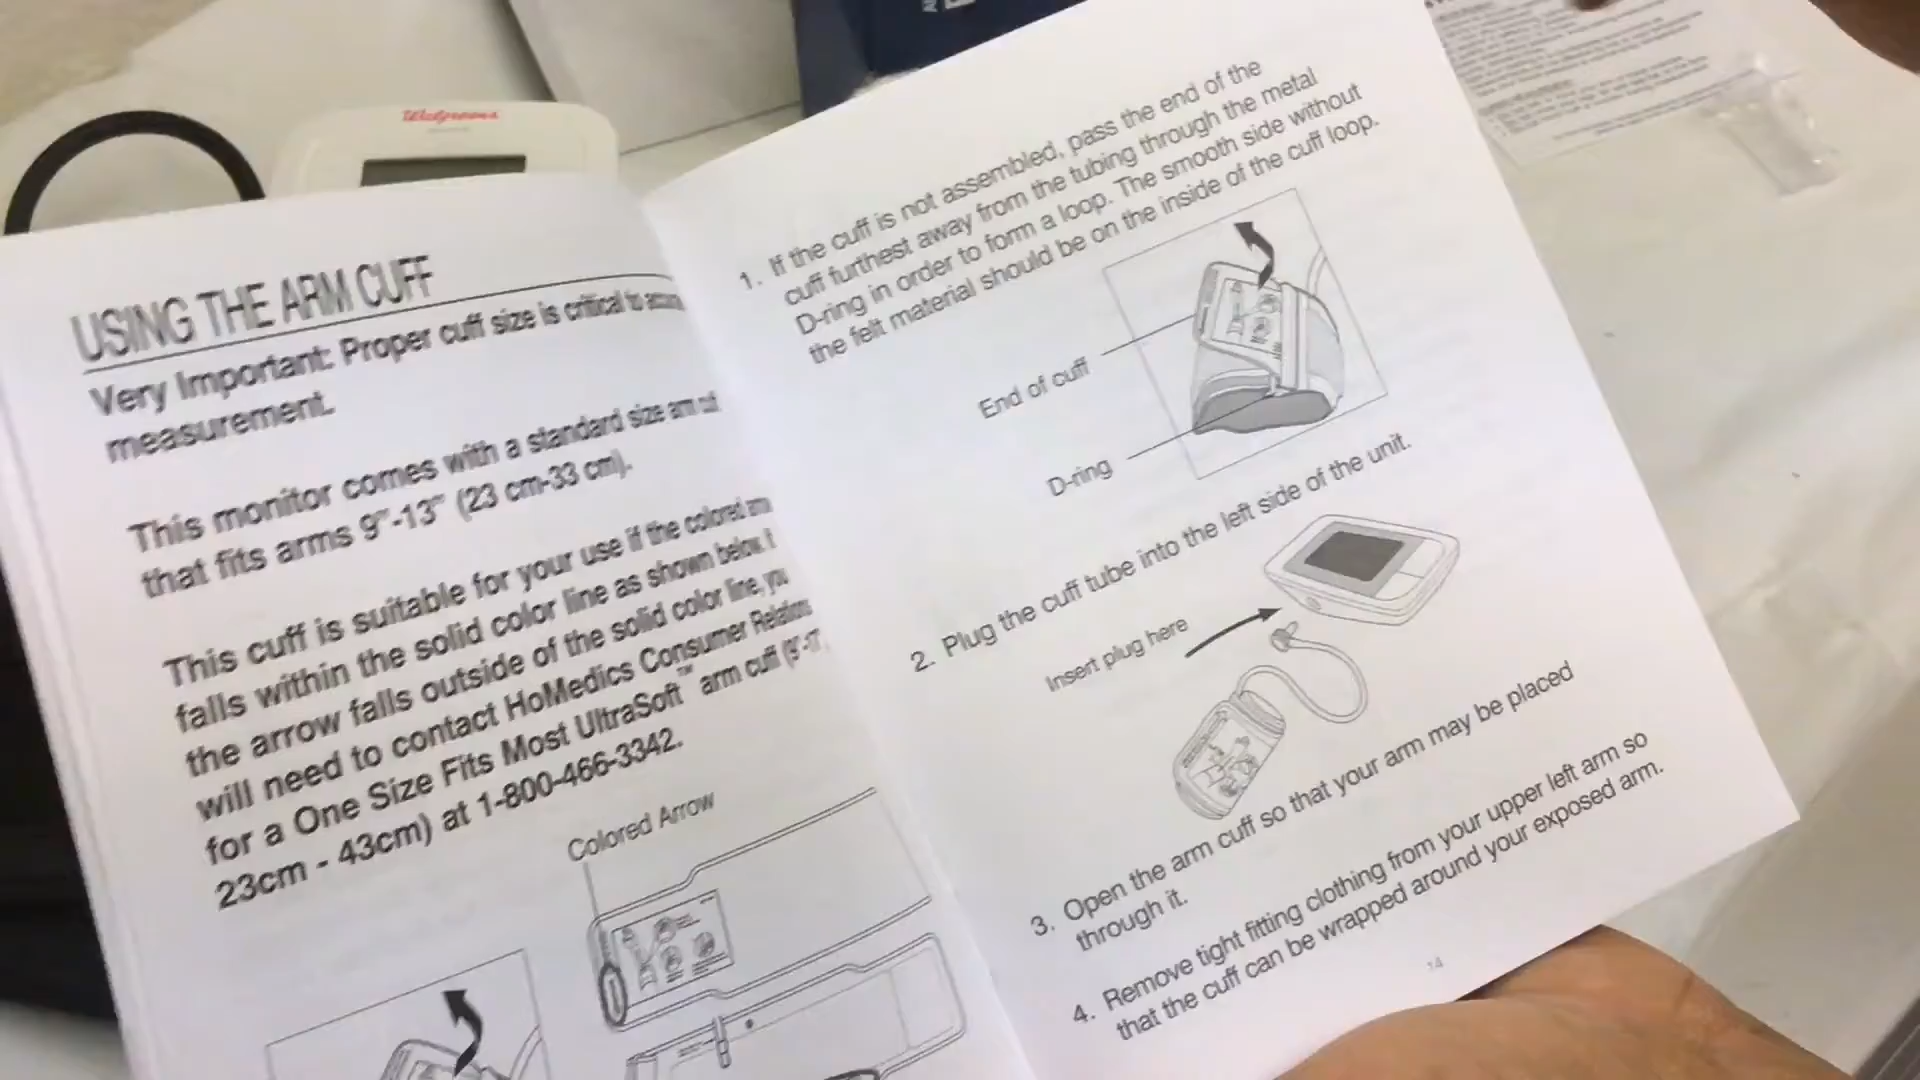 Walgreens
USING THE ARM CUFF
Very Important: Proper cuff size is critical to
measurement.
This monitor comes with a standard size arm
that fits arms 9"-13" (23 cm-33 cm).
This cuff is suitable for your use if the colored
falls within the solid color line as shown below. I
the arrow falls outside of the solid color line, you
will need to contact HoMedics Consumer Relations
for a One Size Fits Most UltraSoft™ arm cuff (9"-17"
23cm - 43cm) at 1-800-466-3342.
Colored Arrow
1. If the cuff is not assembled, pass the end of the
cuff furthest away from the tubing through the metal
D-ring in order to form a loop. The smooth side without
the felt material should be on the inside of the cuff loop.
End of cuff
D-ring
2. Plug the cuff tube into the left side of the unit.
Insert plug here
3. Open the arm cuff so that your arm may be placed
through it.
4. Remove tight fitting clothing from your upper left arm so
that the cuff can be wrapped around your exposed arm.
14